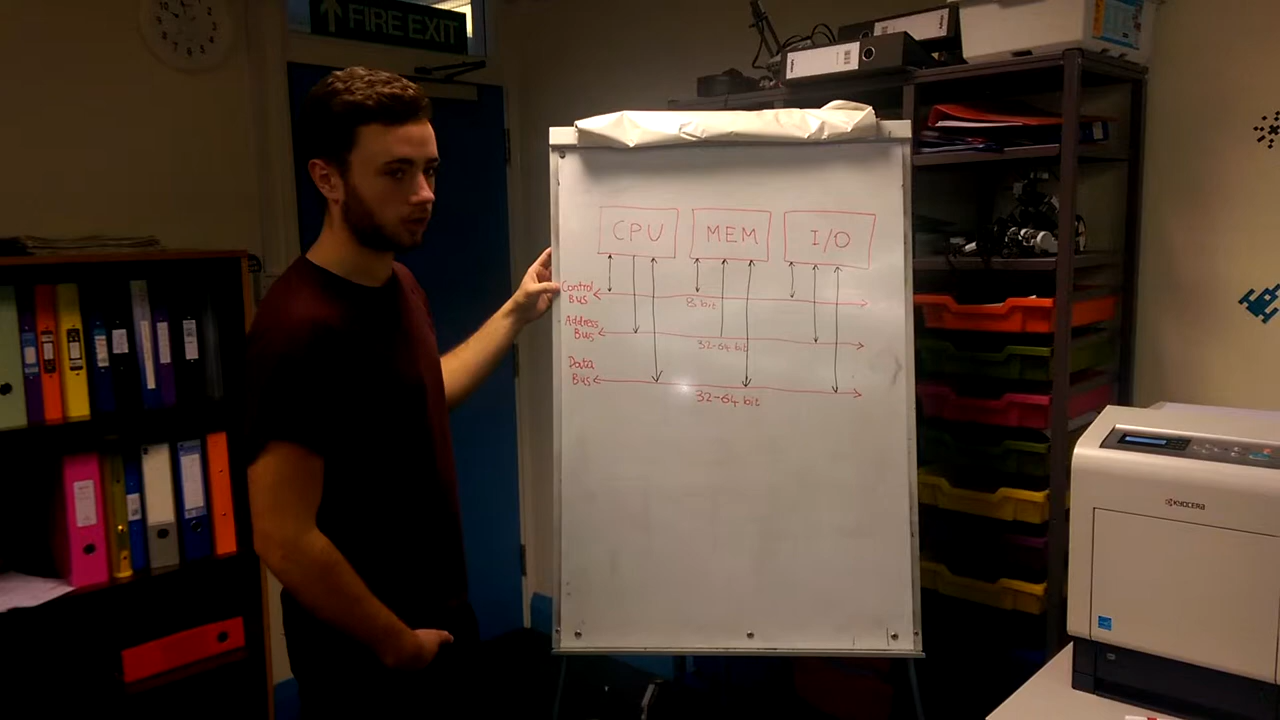 FIRE EXIT
CPU
MEM
I/O
Control
Bus
8 bit
Address
Bus
32-64 bit
Data
Bus
32-64 bit
KYOCERA